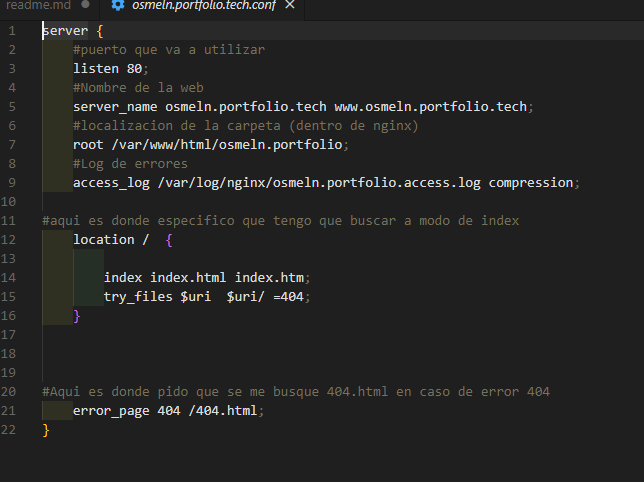 readme.md
osmeln.portfolio.tech.conf
1 server {
2 #puerto que va a utilizar
3 listen 80;
4 #Nombre de la web
5 server_name osmeln.portfolio.tech www.osmeln.portfolio.tech;
6 #localizacion de la carpeta (dentro de nginx)
7 root /var/www/html/osmeln.portfolio;
8 #Log de errores
9 access_log /var/log/nginx/osmeln.portfolio.access.log compression;
10
11 #aqui es donde especifico que tengo que buscar a modo de index
12 location / {
13
14 index index.html index.htm;
15 try_files $uri $uri/ =404;
16 }
17
18
19
20 #Aqui es donde pido que se me busque 404.html en caso de error 404
21 error_page 404 /404.html;
22 }